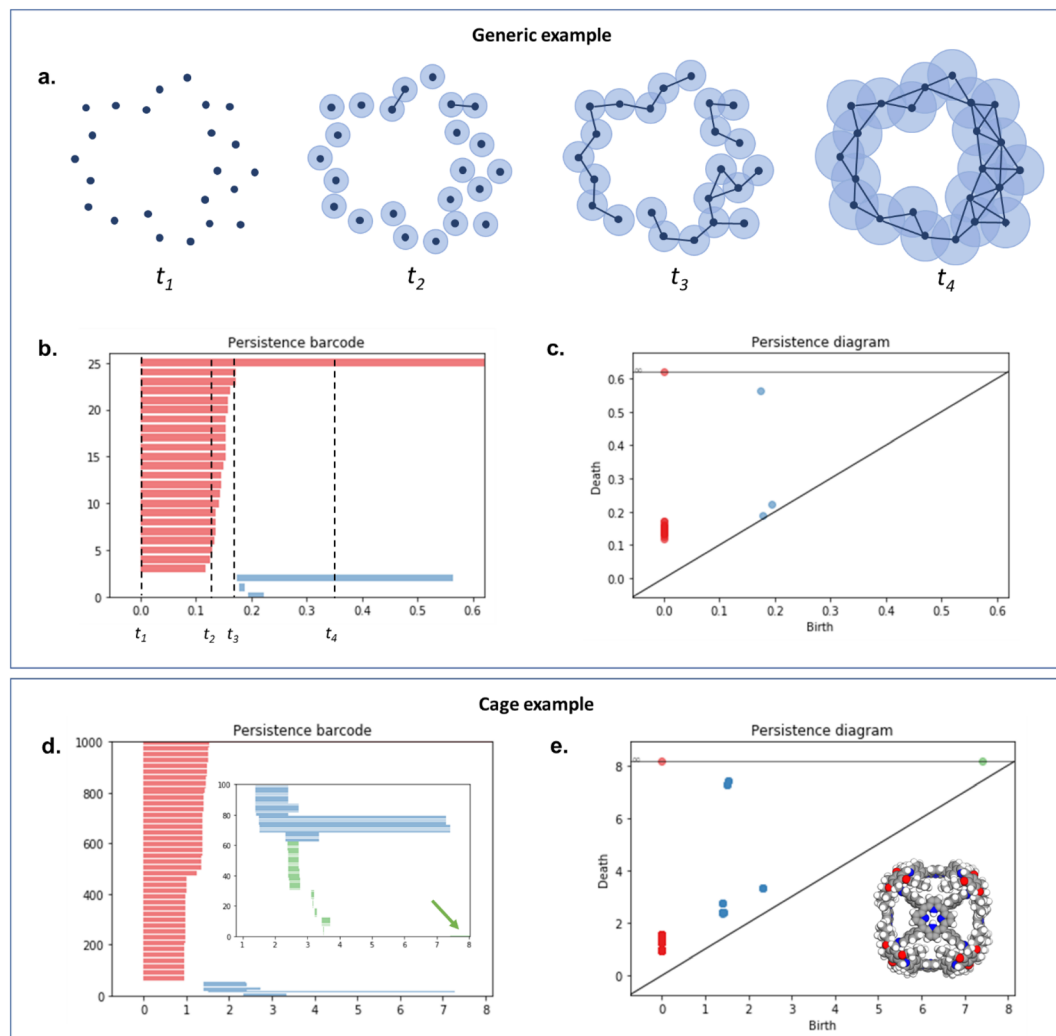 Generic example
a.
t1 t2 t3 t4
b.
Persistence barcode
25
20
15
10
5
0
0.0 0.1 0.2 0.3 0.4 0.5 0.6
t1 t2 t3 t4
c.
Persistence diagram
∞
0.6
0.5
0.4
0.3
0.2
0.1
0.0
Death
0.0 0.1 0.2 0.3 0.4 0.5 0.6
Birth
Cage example
d.
Persistence barcode
1000
800
600
400
200
0
0 1 2 3 4 5 6 7 8
100
80
60
40
20
0
1 2 3 4 5 6 7 8
e.
Persistence diagram
∞
8
6
4
2
0
Death
0 1 2 3 4 5 6 7 8
Birth